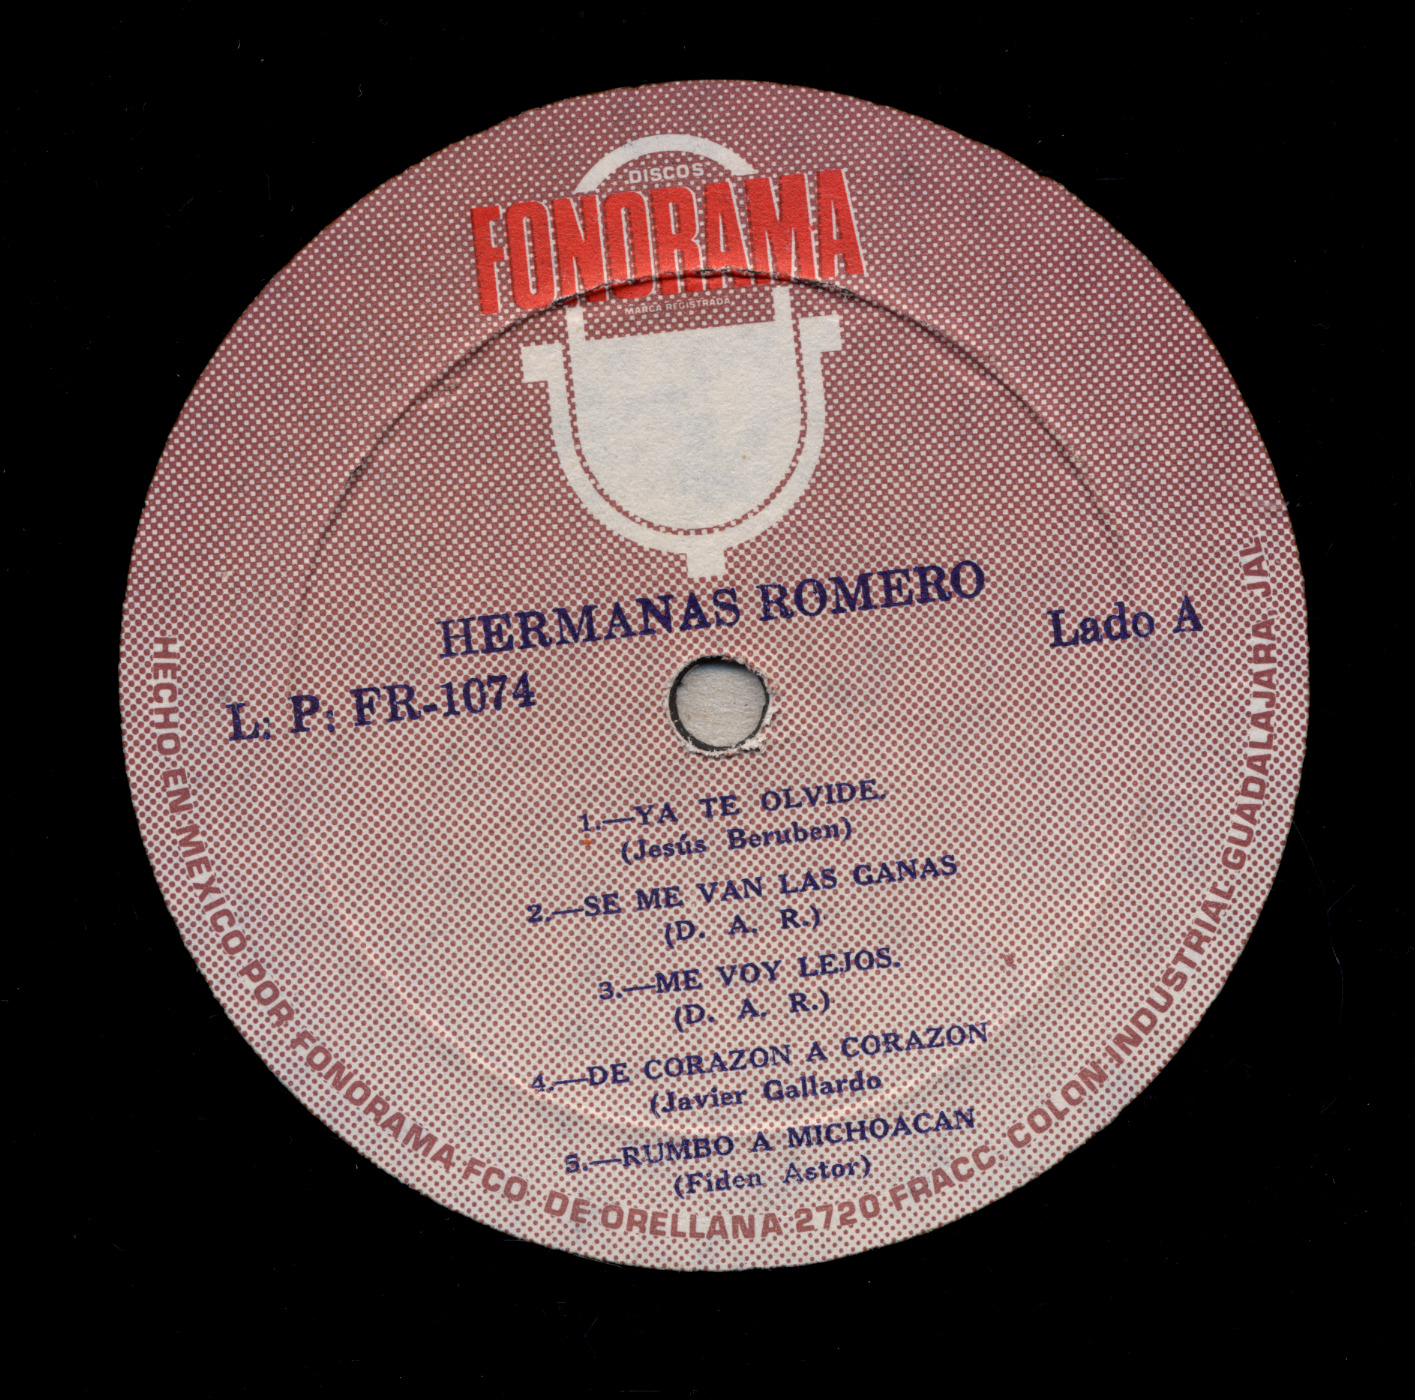 DISCOS
FONORAMA
MARCA REGISTRADA
HERMANAS ROMERO
Lado A
L: P: FR-1074
1.—YA TE OLVIDE.
(Jesús Beruben)
2.—SE ME VAN LAS GANAS
(D. A. R.)
3.—ME VOY LEJOS.
(D. A. R.)
4.—DE CORAZON A CORAZON
(Javier Gallardo
5.—RUMBO A MICHOACAN
(Fiden Astor)
HECHO EN MEXICO POR FONORAMA FCO. DE ORELLANA 2720 FRACC. COLON INDUSTRIAL GUADALAJARA JAL